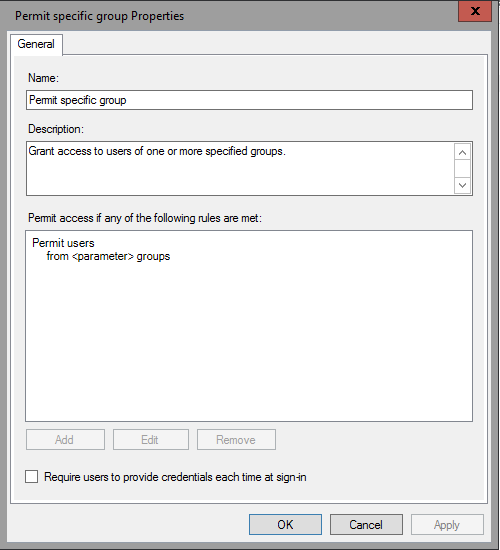 Permit specific group Properties
X
General
Name:
Permit specific group
Description:
Grant access to users of one or more specified groups.
Permit access if any of the following rules are met:
Permit users
from <parameter> groups
Add Edit Remove
Require users to provide credentials each time at sign-in
OK Cancel Apply